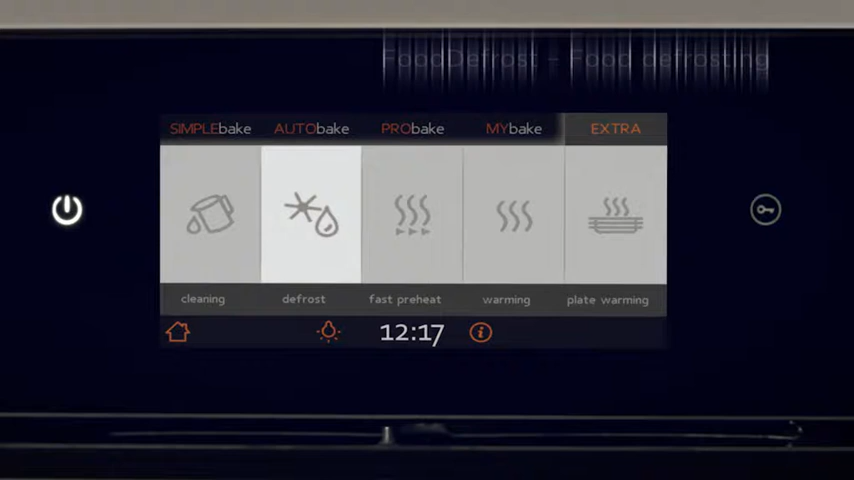 FoodDefrost – Food defrosting
SIMPLEbake AUTObake PRObake MYbake EXTRA
cleaning defrost fast preheat warming plate warming
12:17